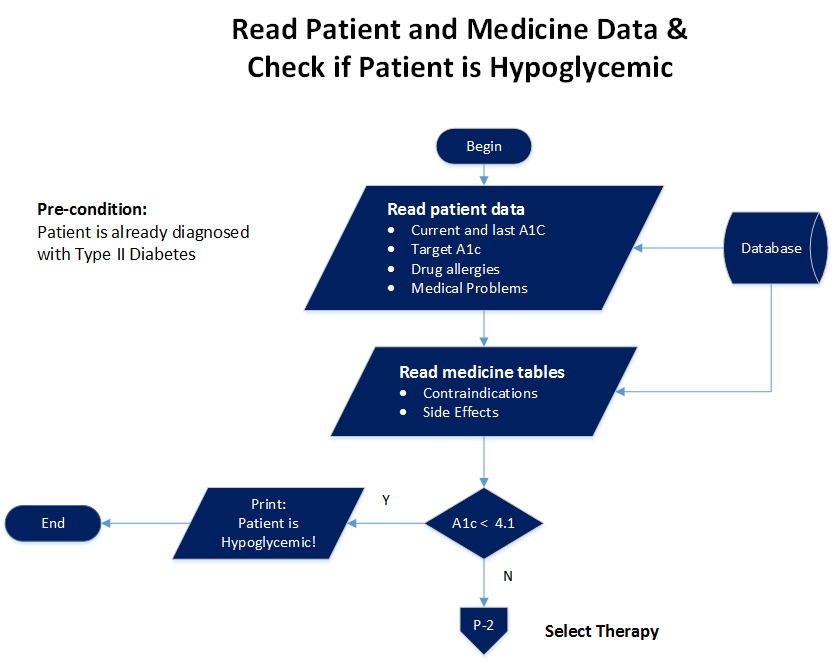 Read Patient and Medicine Data &
Check if Patient is Hypoglycemic
Begin
Pre-condition:
Patient is already diagnosed
with Type II Diabetes
Read patient data
• Current and last A1C
• Target A1c
• Drug allergies
• Medical Problems
Database
Read medicine tables
• Contraindications
• Side Effects
Y
A1c < 4.1
Print:
Patient is
Hypoglycemic!
End
N
P-2
Select Therapy